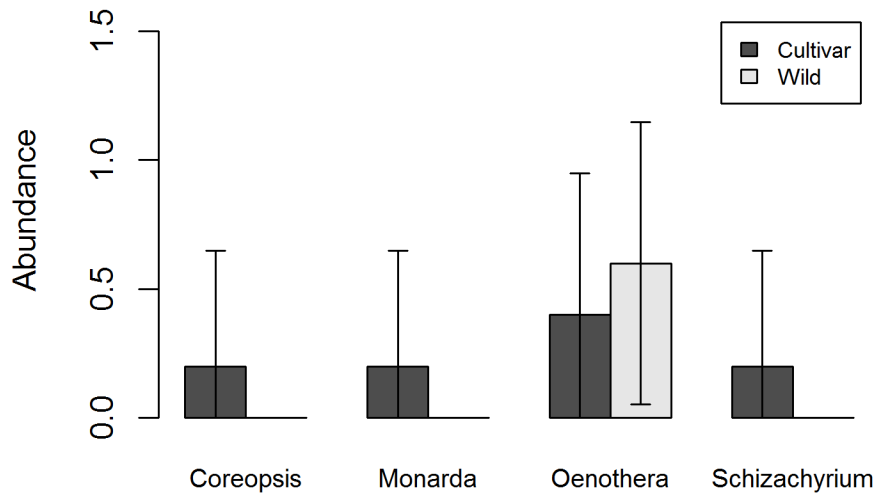 Abundance
1.5
1.0
0.5
0.0
Cultivar
Wild
Coreopsis Monarda Oenothera Schizachyrium